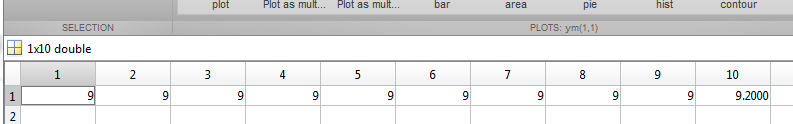 plot Plot as mult... Plot as mult... bar area pie hist contour
SELECTION PLOTS: ym(1,1)
1x10 double
1 2 3 4 5 6 7 8 9 10
1 9 9 9 9 9 9 9 9 9 9.2000
2